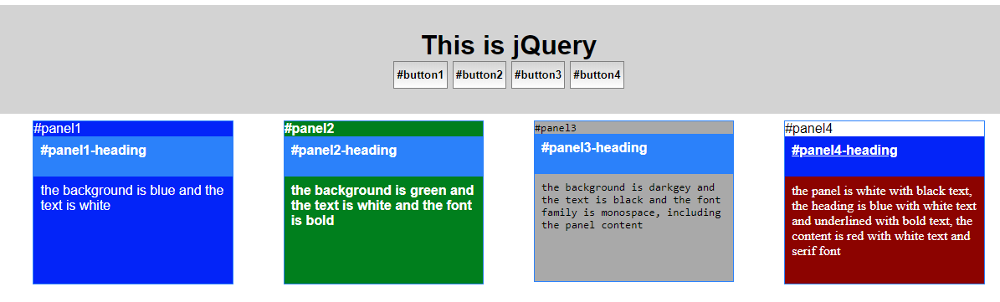 This is jQuery
#button1 #button2 #button3 #button4
#panel1
#panel1-heading
the background is blue and the
text is white
#panel2
#panel2-heading
the background is green and
the text is white and the font
is bold
#panel3
#panel3-heading
the background is darkgey and
the text is black and the font
family is monospace, including
the panel content
#panel4
#panel4-heading
the panel is white with black text,
the heading is blue with white text
and underlined with bold text, the
content is red with white text and
serif font